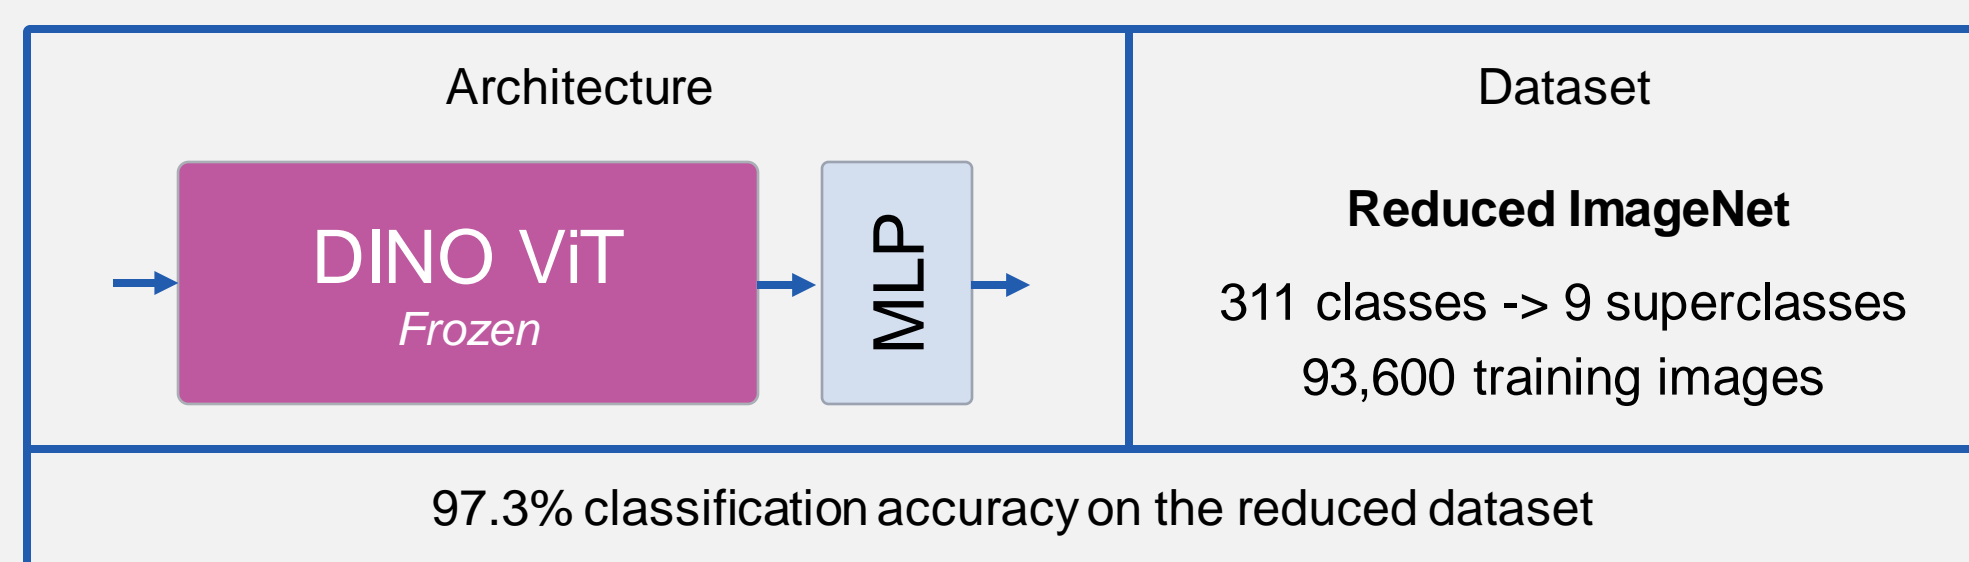 Architecture
DINO ViT
Frozen
MLP
Dataset
Reduced ImageNet
311 classes -> 9 superclasses
93,600 training images
97.3% classification accuracy on the reduced dataset